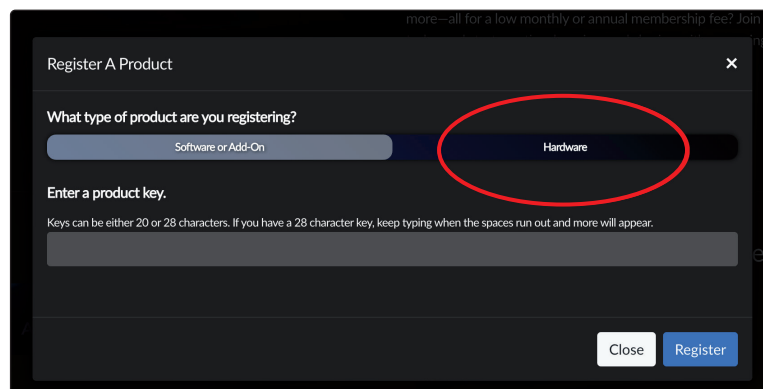 more—all for a low monthly or annual membership fee? Join
Register A Product
×
What type of product are you registering?
Software or Add-On
Hardware
Enter a product key.
Keys can be either 20 or 28 characters. If you have a 28 character key, keep typing when the spaces run out and more will appear.
Close
Register